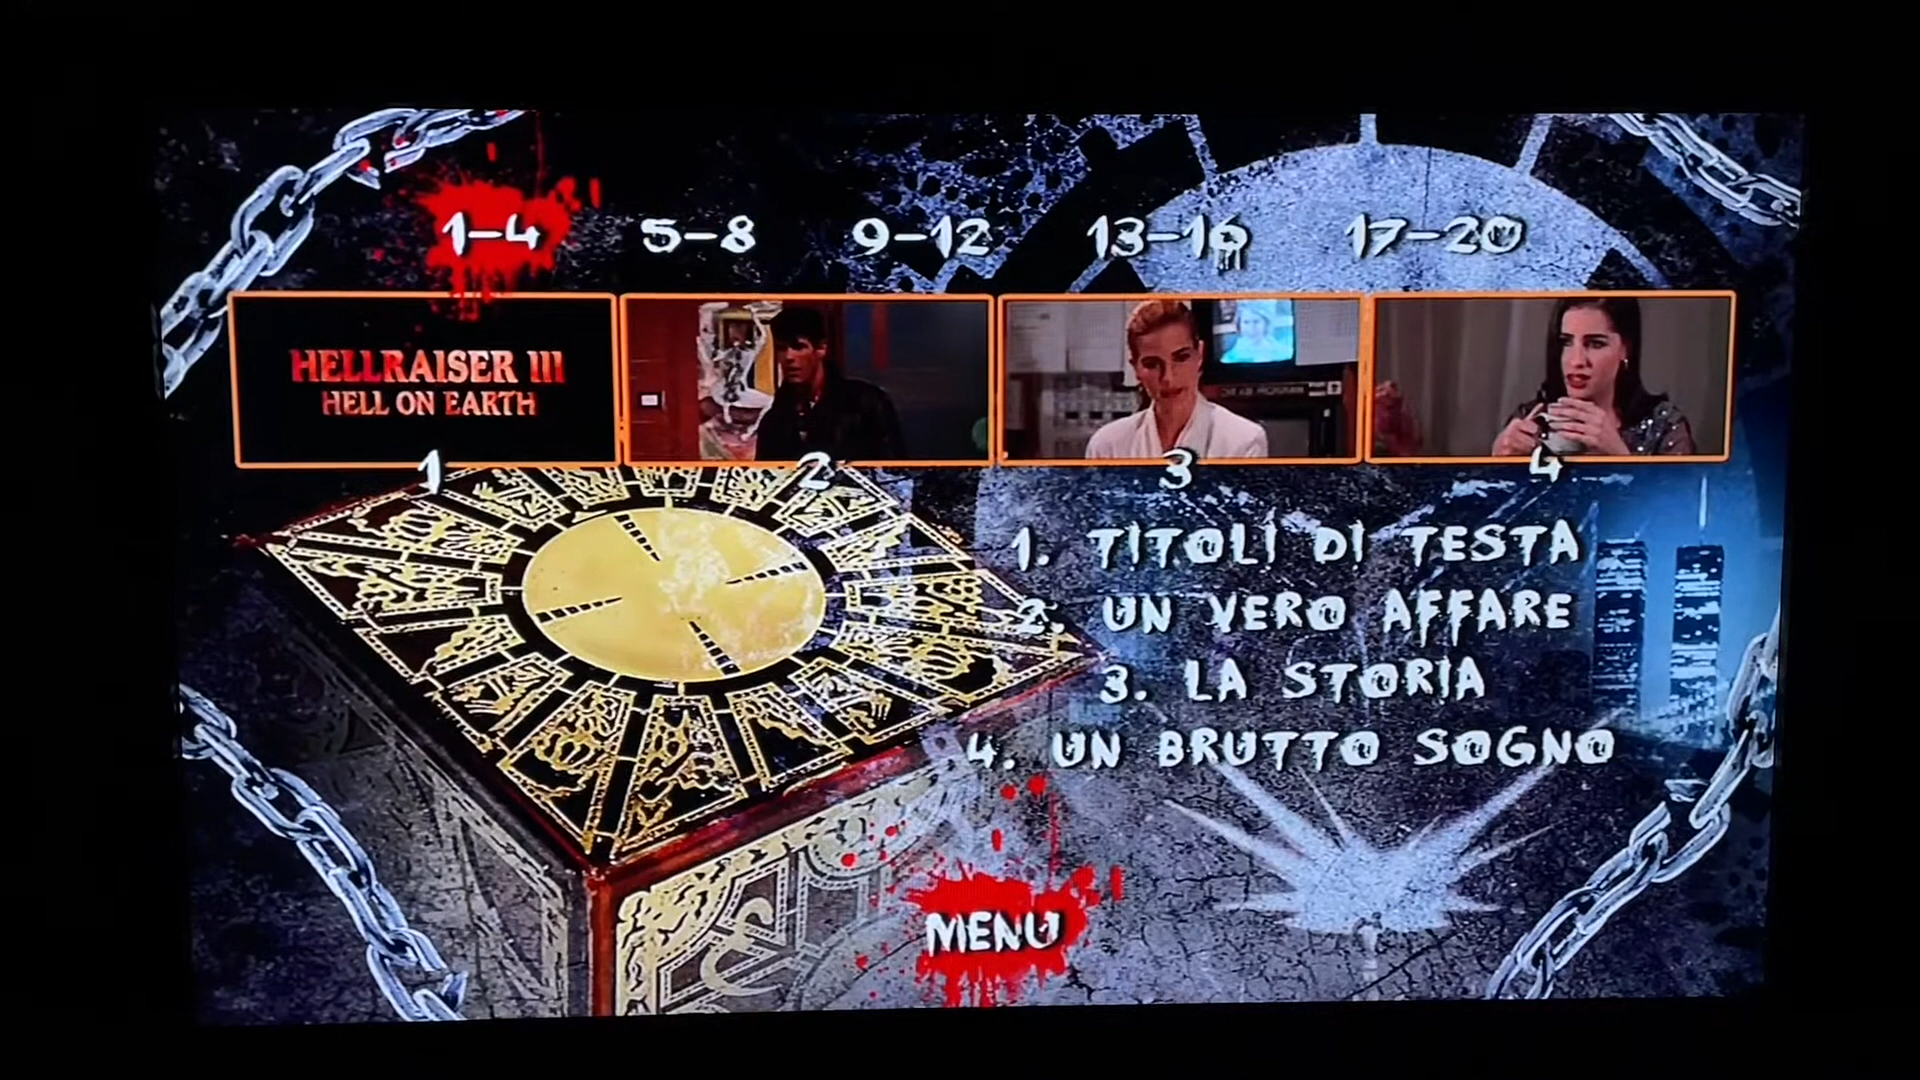 1-4 5-8 9-12 13-16 17-20
HELLRAISER III
HELL ON EARTH
1 2 3 4
1. TITOLI DI TESTA
2. UN VERO AFFARE
3. LA STORIA
4. UN BRUTTO SOGNO
MENU